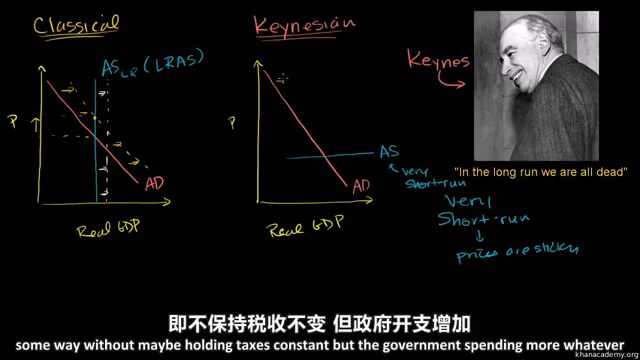 Classical
Keynesian
AS LR (LRAS)
Keynes
P
P
AS
very
short-run
AD
AD
Real GDP
Real GDP
"In the long run we are all dead"
Very
Short-run
prices are sticky
即不保持税收不变 但政府开支增加
some way without maybe holding taxes constant but the government spending more whatever
khanacademy.org